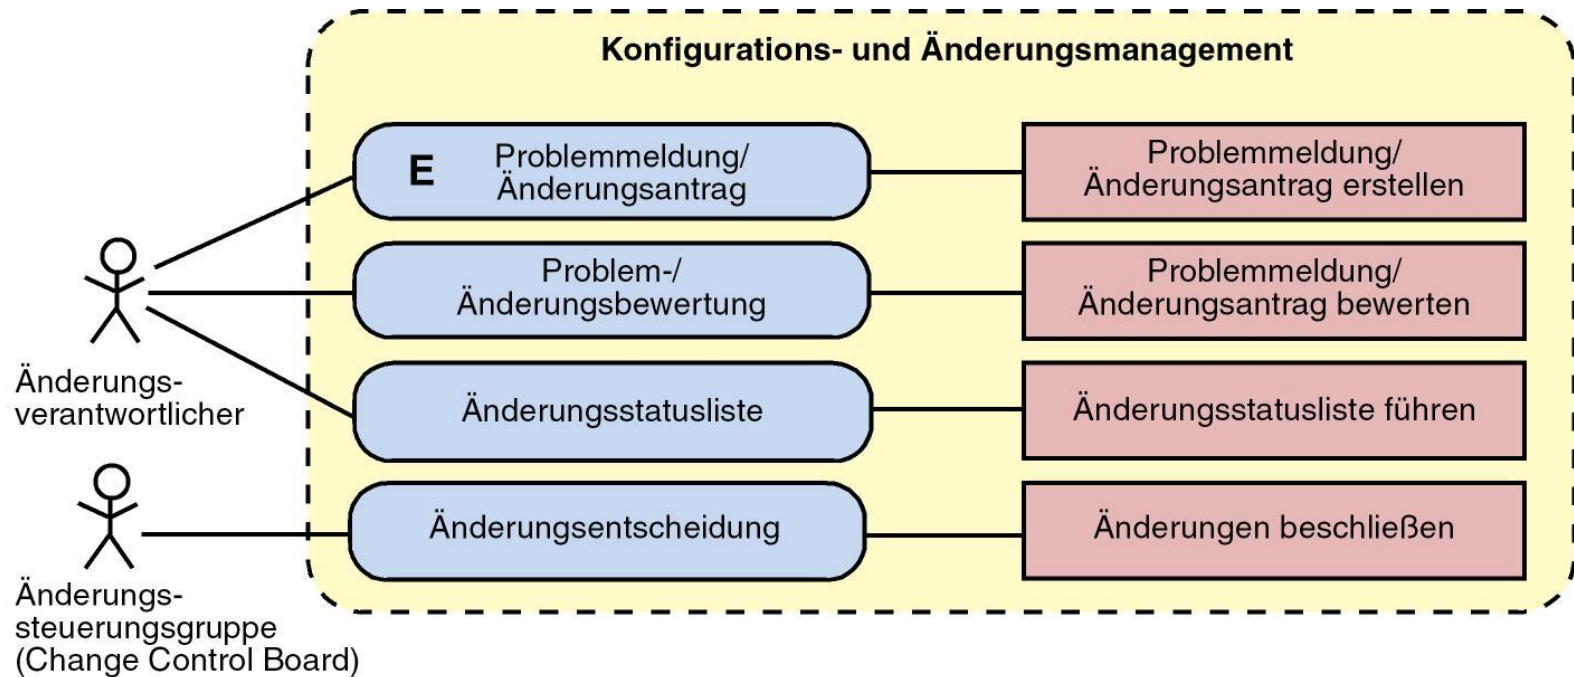 Konfigurations- und Änderungsmanagement
E
Problemmeldung/
Änderungsantrag
Problemmeldung/
Änderungsantrag erstellen
Problem-/
Änderungsbewertung
Problemmeldung/
Änderungsantrag bewerten
Änderungs-
verantwortlicher
Änderungsstatusliste
Änderungsstatusliste führen
Änderungsentscheidung
Änderungen beschließen
Änderungs-
steuerungsgruppe
(Change Control Board)